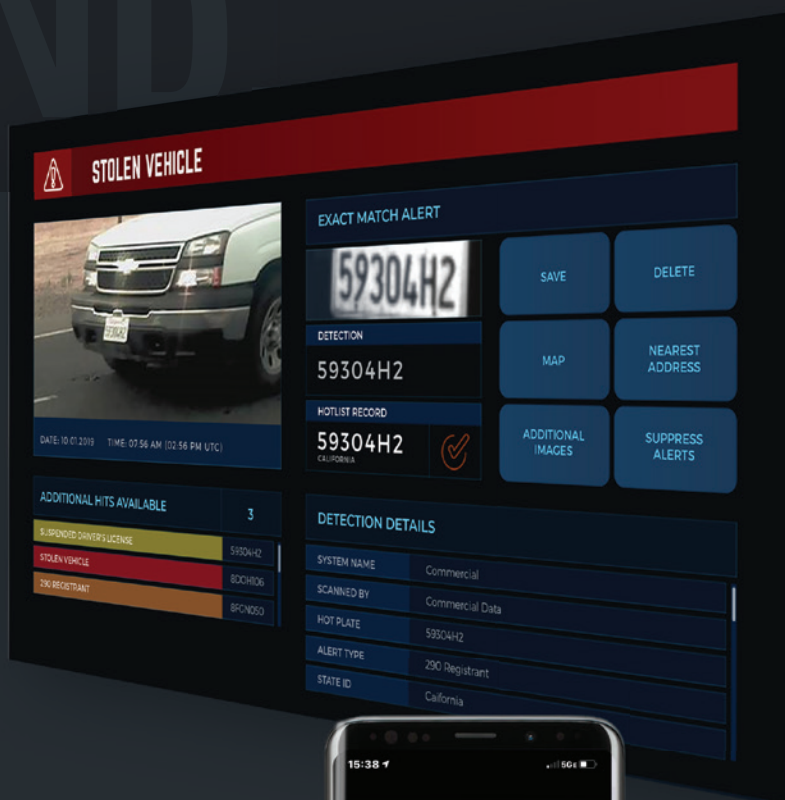 ND
STOLEN VEHICLE
EXACT MATCH ALERT
59304H2
DETECTION
59304H2
HOTLIST RECORD
59304H2
CALIFORNIA
SAVE
DELETE
MAP
NEAREST
ADDRESS
ADDITIONAL
IMAGES
SUPPRESS
ALERTS
59304H2
DATE: 10.01.2019 TIME: 07:56 AM (02:56 PM UTC)
ADDITIONAL HITS AVAILABLE 3
SUSPENDED DRIVER'S LICENSE 59304H2
STOLEN VEHICLE 8DOH106
290 REGISTRANT
DETECTION DETAILS
SYSTEM NAME Commercial
SCANNED BY Commercial Data
HOT PLATE 59304H2
ALERT TYPE 290 Registrant
STATE ID California
15:38
5GE